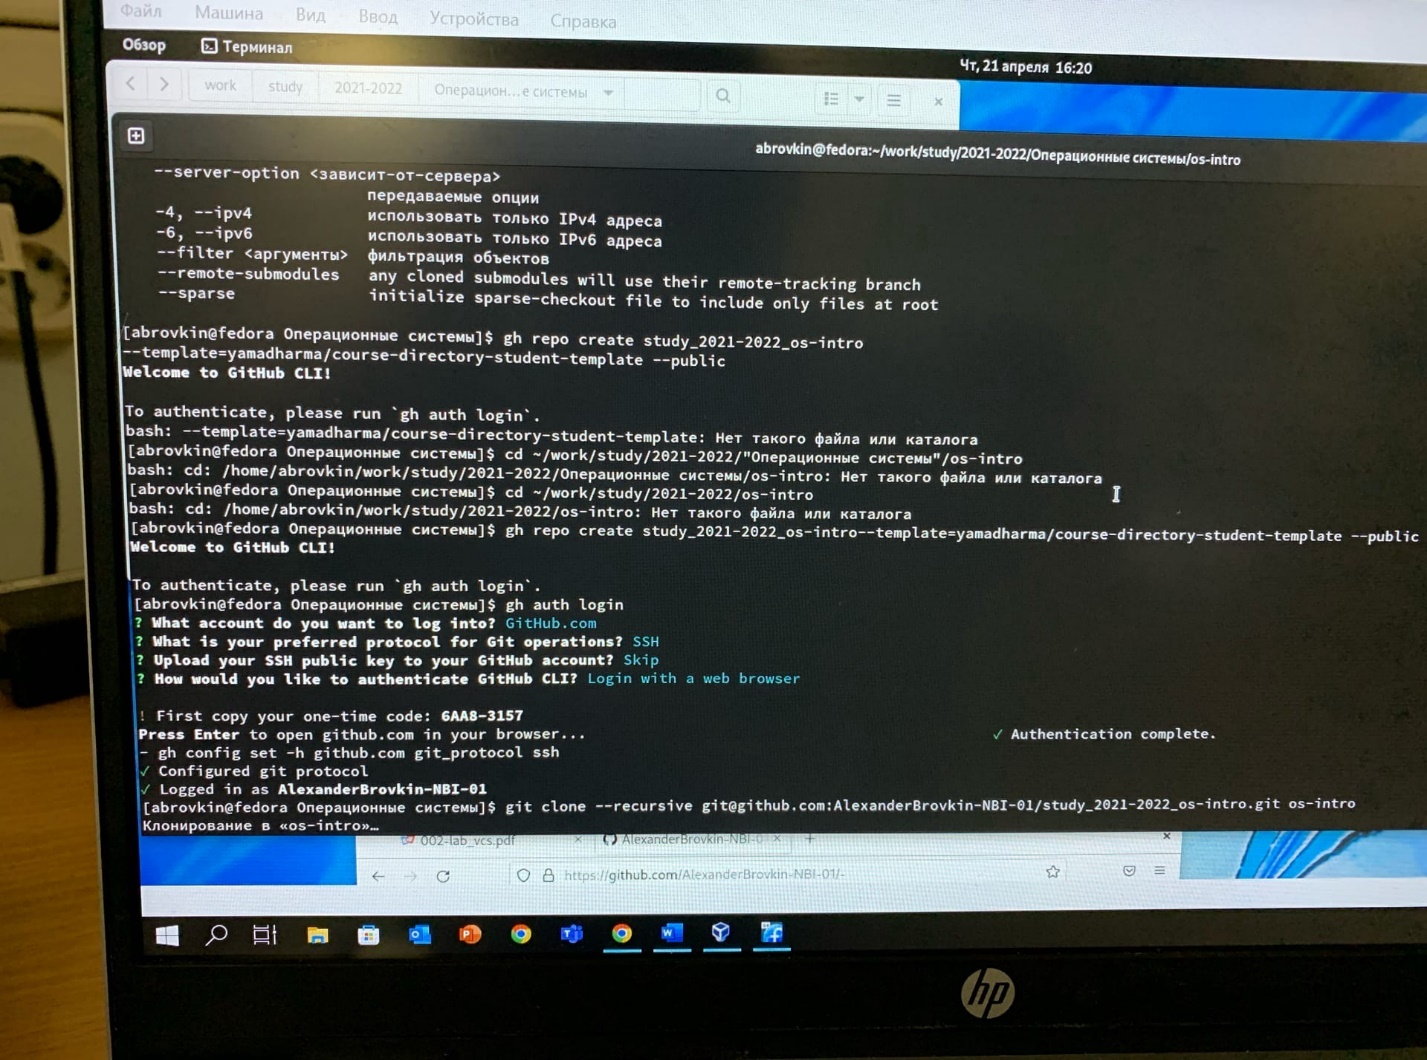 Файл Машина Вид Ввод Устройства Справка
Обзор Терминал Чт, 21 апреля 16:20
work study 2021-2022 Операцион...е системы
abrovkin@fedora:~/work/study/2021-2022/Операционные системы/os-intro
--server-option <зависит-от-сервера>
передаваемые опции
-4, --ipv4 использовать только IPv4 адреса
-6, --ipv6 использовать только IPv6 адреса
--filter <аргументы> фильтрация объектов
--remote-submodules any cloned submodules will use their remote-tracking branch
--sparse initialize sparse-checkout file to include only files at root
[abrovkin@fedora Операционные системы]$ gh repo create study_2021-2022_os-intro
--template=yamadharma/course-directory-student-template --public
Welcome to GitHub CLI!
To authenticate, please run `gh auth login`.
bash: --template=yamadharma/course-directory-student-template: Нет такого файла или каталога
[abrovkin@fedora Операционные системы]$ cd ~/work/study/2021-2022/"Операционные системы"/os-intro
bash: cd: /home/abrovkin/work/study/2021-2022/Операционные системы/os-intro: Нет такого файла или каталога
[abrovkin@fedora Операционные системы]$ cd ~/work/study/2021-2022/os-intro
bash: cd: /home/abrovkin/work/study/2021-2022/os-intro: Нет такого файла или каталога
[abrovkin@fedora Операционные системы]$ gh repo create study_2021-2022_os-intro--template=yamadharma/course-directory-student-template --public
Welcome to GitHub CLI!
To authenticate, please run `gh auth login`.
[abrovkin@fedora Операционные системы]$ gh auth login
? What account do you want to log into? GitHub.com
? What is your preferred protocol for Git operations? SSH
? Upload your SSH public key to your GitHub account? Skip
? How would you like to authenticate GitHub CLI? Login with a web browser
! First copy your one-time code: 6AA8-3157
Press Enter to open github.com in your browser... ✓ Authentication complete.
- gh config set -h github.com git_protocol ssh
✓ Configured git protocol
✓ Logged in as AlexanderBrovkin-NBI-01
[abrovkin@fedora Операционные системы]$ git clone --recursive git@github.com:AlexanderBrovkin-NBI-01/study_2021-2022_os-intro.git os-intro
Клонирование в «os-intro»…
002-lab_vcs.pdf AlexanderBrovkin-NBI-0
https://github.com/AlexanderBrovkin-NBI-01/-
hp